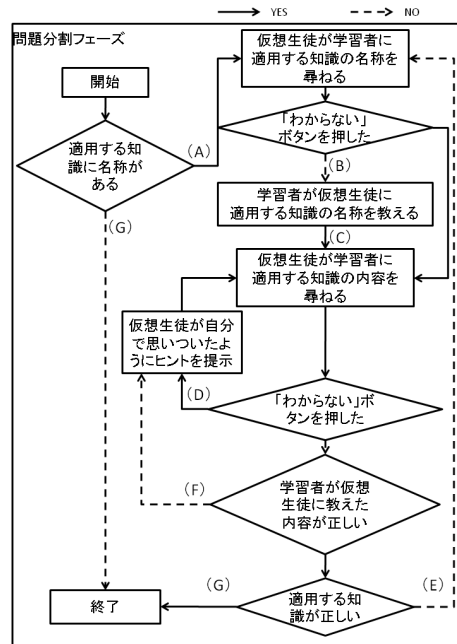 YES
NO
問題分割フェーズ
開始
適用する知
識に名称が
ある
(A)
(G)
仮想生徒が学習者に
適用する知識の名称を
尋ねる
「わからない」
ボタンを押した
(B)
学習者が仮想生徒に
適用する知識の名称を教える
(C)
仮想生徒が学習者に
適用する知識の内容を
尋ねる
仮想生徒が自分
で思いついたよ
うにヒントを提示
(D)
「わからない」ボ
タンを押した
(F)
学習者が仮想
生徒に教えた
内容が正しい
(G)
適用する知
識が正しい
(E)
終了